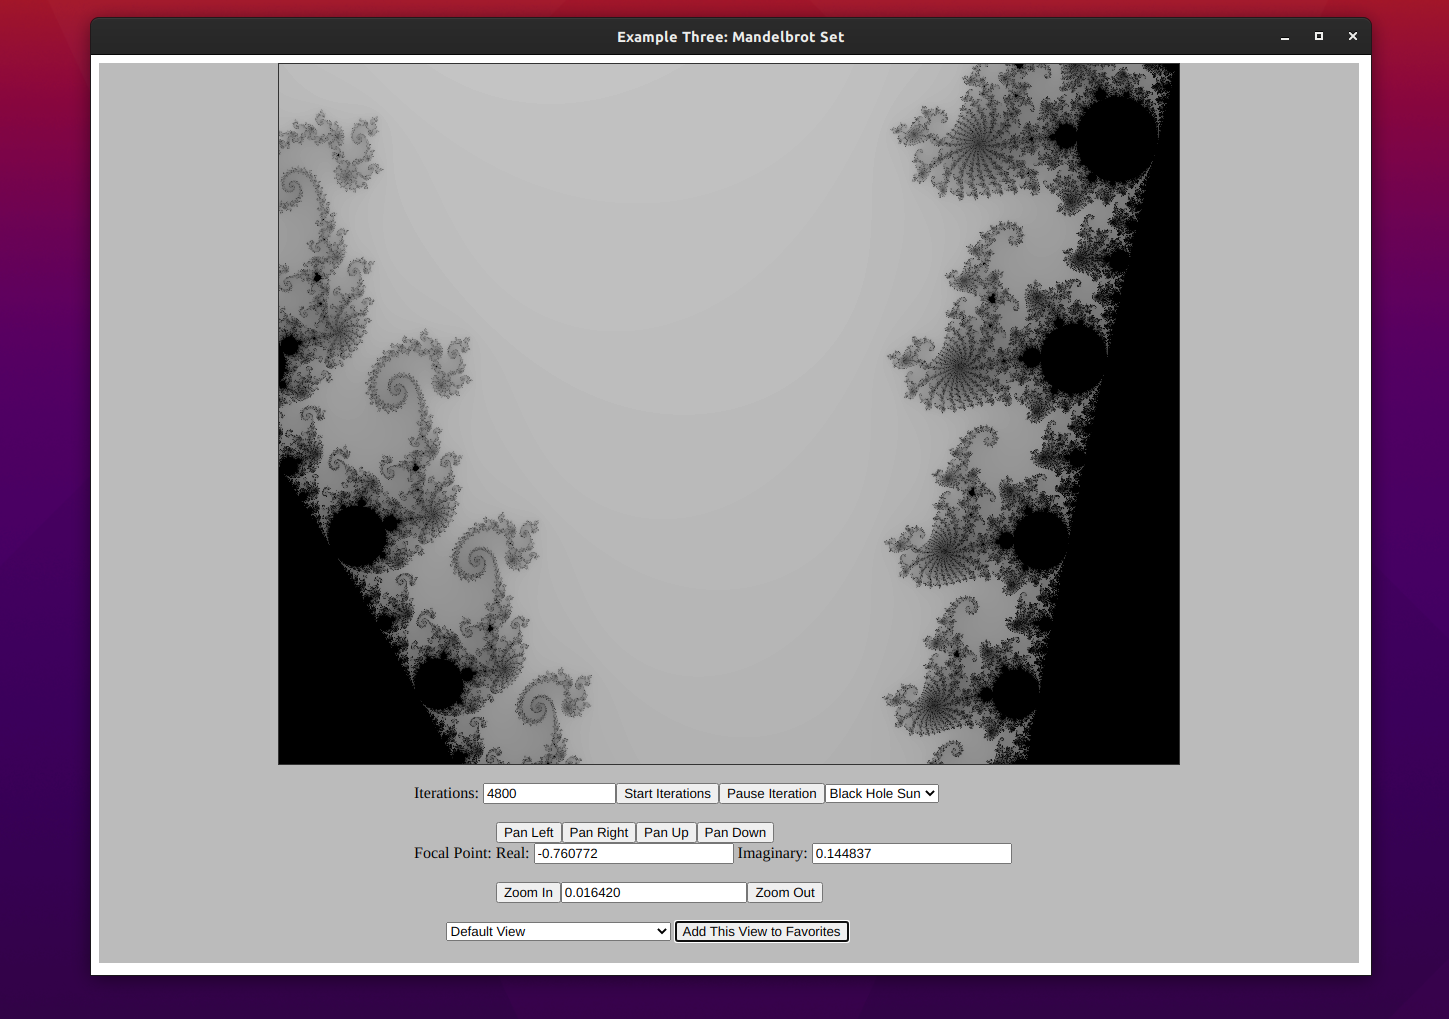 Example Three: Mandelbrot Set
Iterations: 4800 Start Iterations Pause Iteration Black Hole Sun
Pan Left Pan Right Pan Up Pan Down
Focal Point: Real: -0.760772 Imaginary: 0.144837
Zoom In 0.016420 Zoom Out
Default View Add This View to Favorites